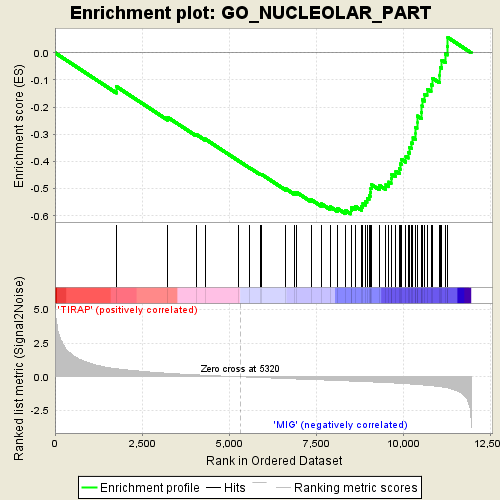 Enrichment plot: GO_NUCLEOLAR_PART
Enrichment score (ES)
0.0
-0.1
-0.2
-0.3
-0.4
-0.5
-0.6
Ranked list metric (Signal2Noise)
5.0
2.5
0.0
-2.5
'TIRAP' (positively correlated)
Zero cross at 5320
'MIG' (negatively correlated)
0 2,500 5,000 7,500 10,000 12,500
Rank in Ordered Dataset
Enrichment profile Hits Ranking metric scores